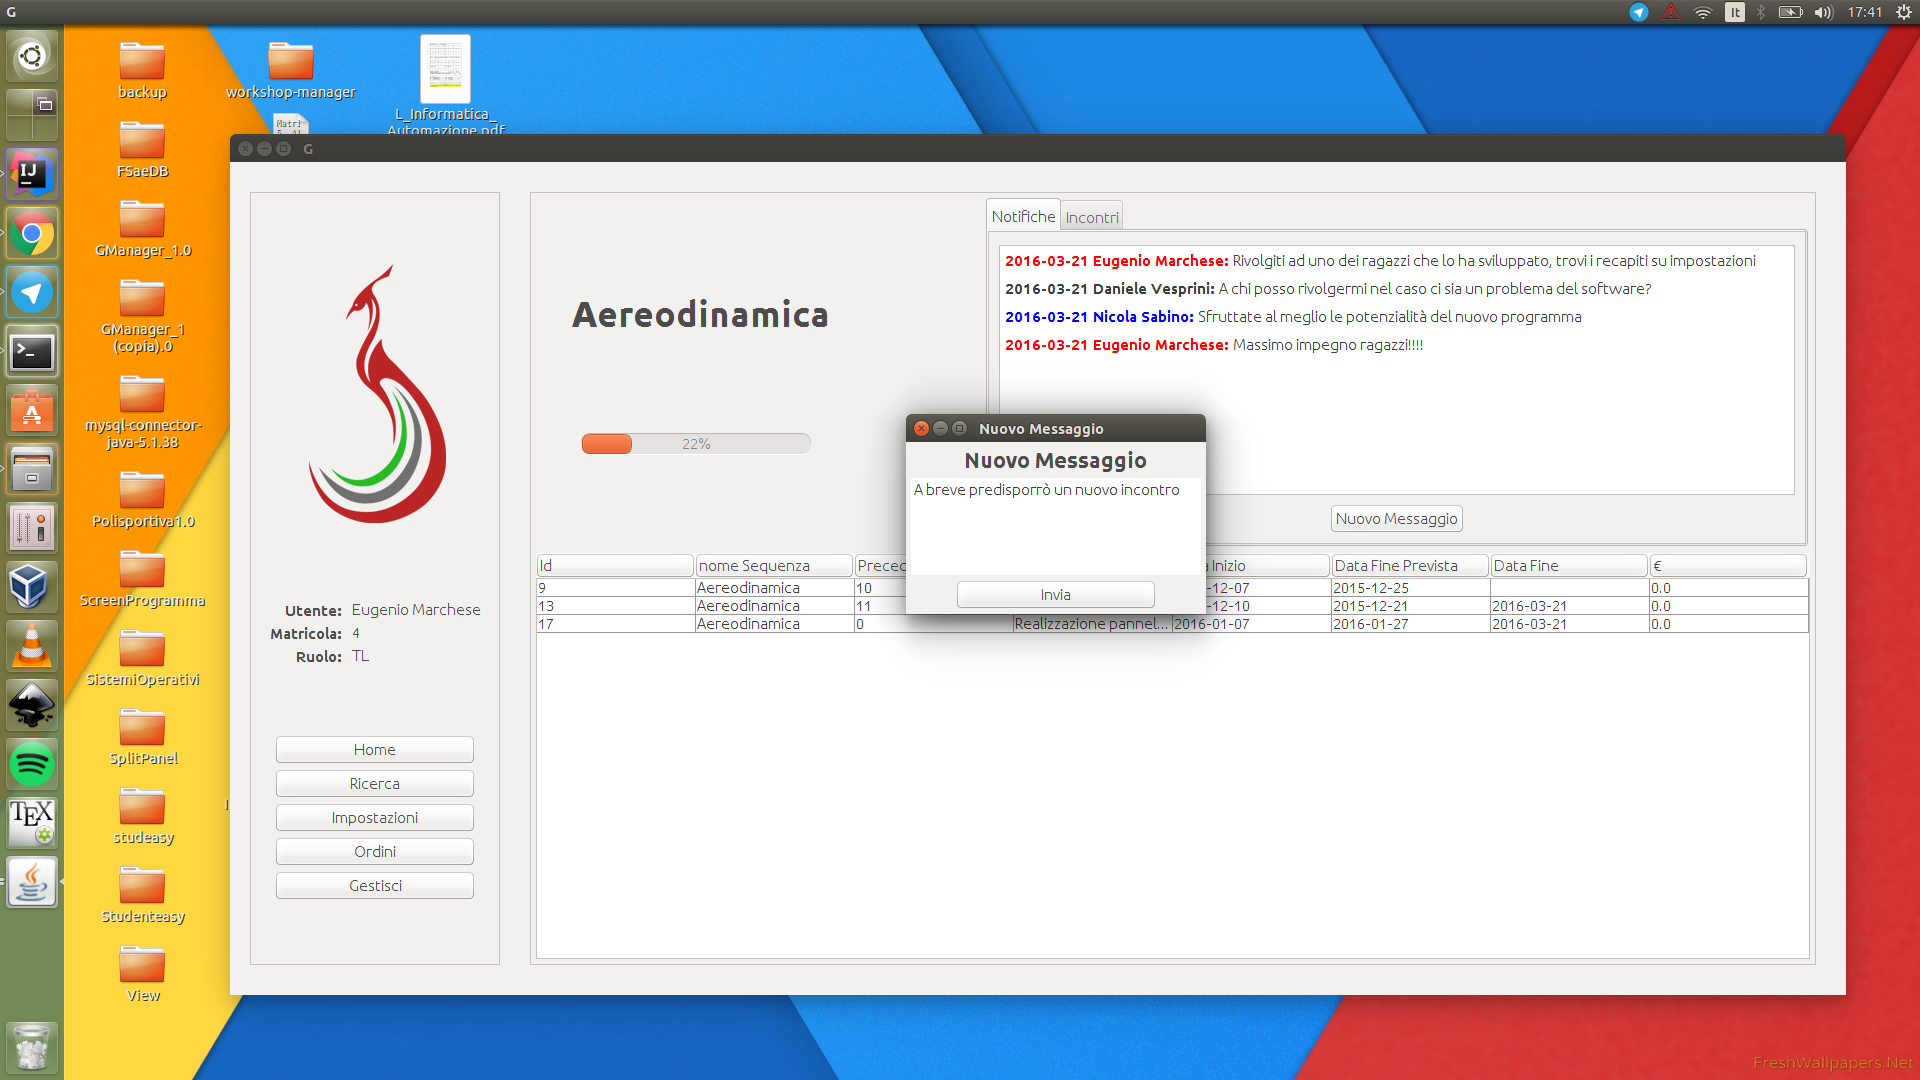 G
It
17:41
backup
workshop-manager
L_Informatica_
Automazione.pdf
Matri
FSaeDB
GManager_1.0
GManager_1
(copia).0
mysql-connector-
java-5.1.38
Polisportiva1.0
ScreenProgramma
SistemiOperativi
SplitPanel
studeasy
Studenteasy
View
IJ
TEX
G
Utente: Eugenio Marchese
Matricola: 4
Ruolo: TL
Home
Ricerca
Impostazioni
Ordini
Gestisci
Aereodinamica
22%
Notifiche Incontri
2016-03-21 Eugenio Marchese: Rivolgiti ad uno dei ragazzi che lo ha sviluppato, trovi i recapiti su impostazioni
2016-03-21 Daniele Vesprini: A chi posso rivolgermi nel caso ci sia un problema del software?
2016-03-21 Nicola Sabino: Sfruttate al meglio le potenzialità del nuovo programma
2016-03-21 Eugenio Marchese: Massimo impegno ragazzi!!!!
Nuovo Messaggio
Nuovo Messaggio
Nuovo Messaggio
A breve predisporrò un nuovo incontro
Invia
Id nome Sequenza Preced Inizio Data Fine Prevista Data Fine €
9 Aereodinamica 10 -12-07 2015-12-25 0.0
13 Aereodinamica 11 -12-10 2015-12-21 2016-03-21 0.0
17 Aereodinamica 0 Realizzazione pannel... 2016-01-07 2016-01-27 2016-03-21 0.0
FreshWallpapers.Net